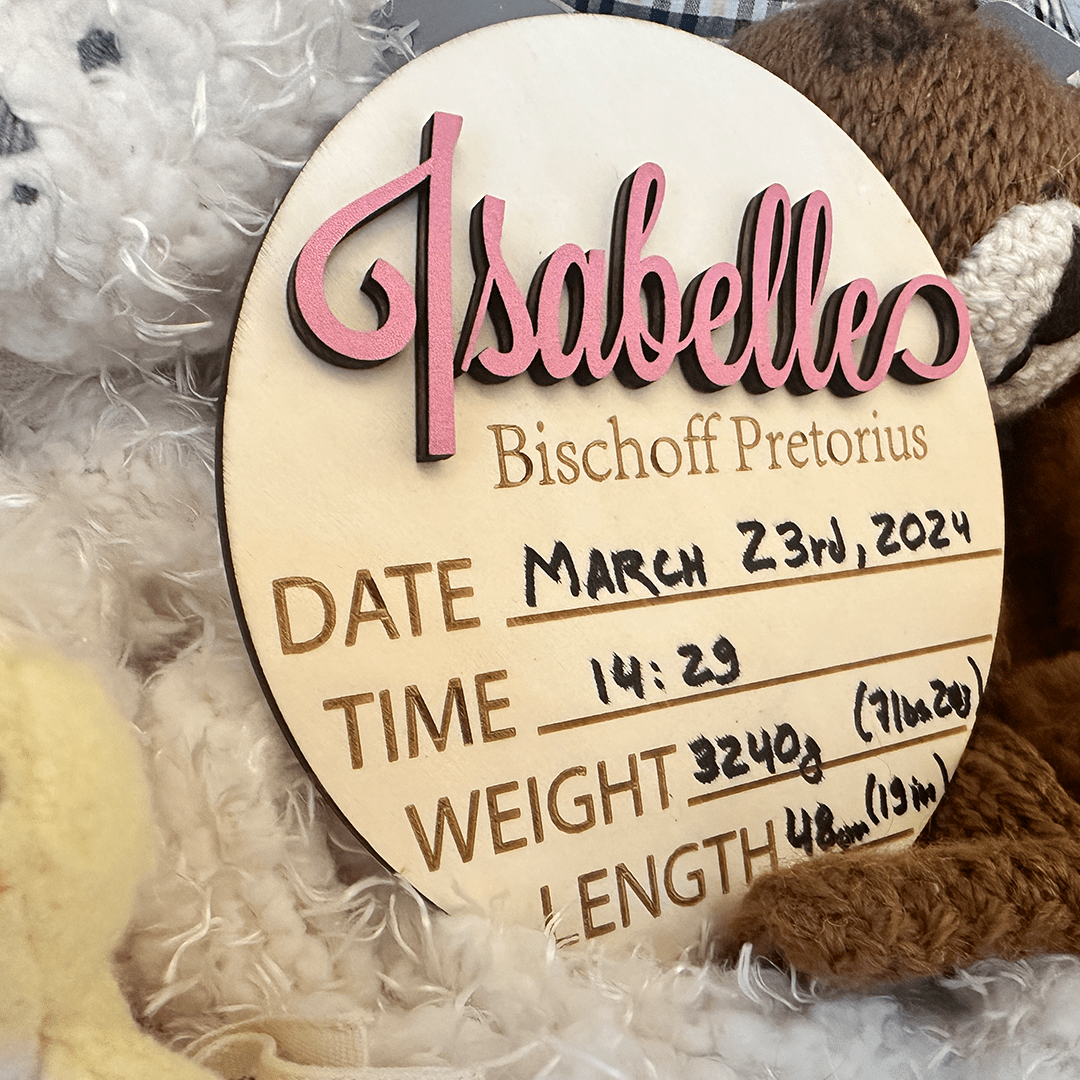 Isabelle
Bischoff Pretorius
DATE MARCH 23rd, 2024
TIME 14:29
WEIGHT 3240g (7lbs 2oz)
LENGTH 48cm (19in)